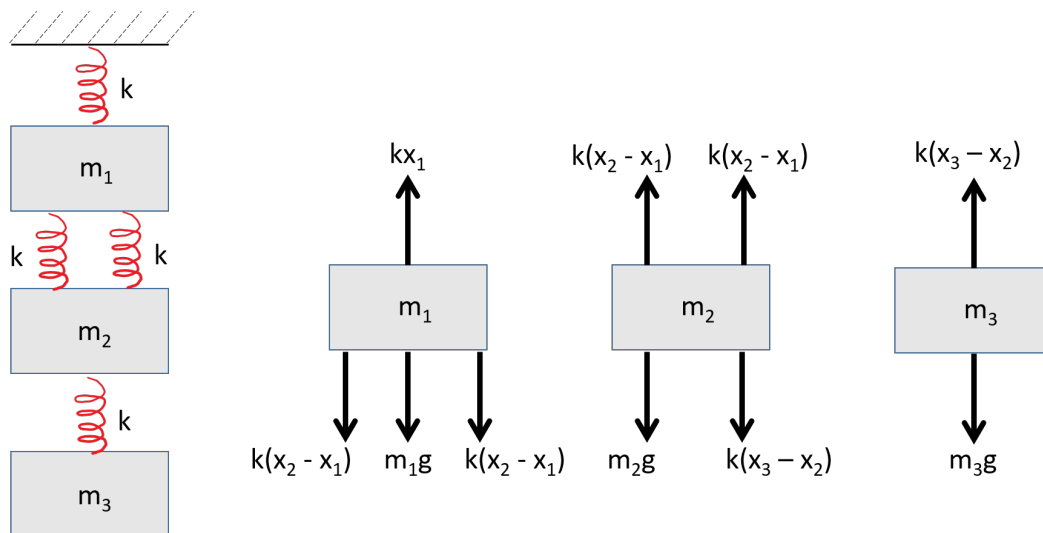 k
m₁
k k
m₂
k
m₃
kx₁
m₁
k(x₂ - x₁) m₁g k(x₂ - x₁)
k(x₂ - x₁) k(x₂ - x₁)
m₂
m₂g k(x₃ – x₂)
k(x₃ – x₂)
m₃
m₃g